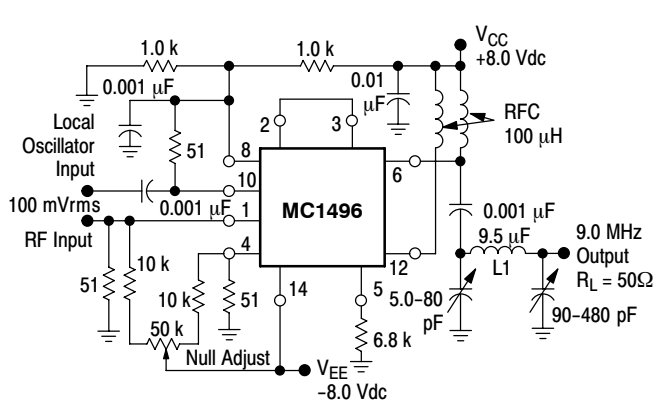 1.0 k
1.0 k
VCC
+8.0 Vdc
0.001 μF
0.01
μF
RFC
100 μH
Local
Oscillator
Input
51
2
3
8
6
10
100 mVrms
0.001 μF
1
MC1496
0.001 μF
RF Input
4
12
9.5 μF
L1
9.0 MHz
Output
RL = 50Ω
51
10 k
10 k
51
14
5
5.0–80
pF
90–480 pF
50 k
Null Adjust
6.8 k
VEE
–8.0 Vdc